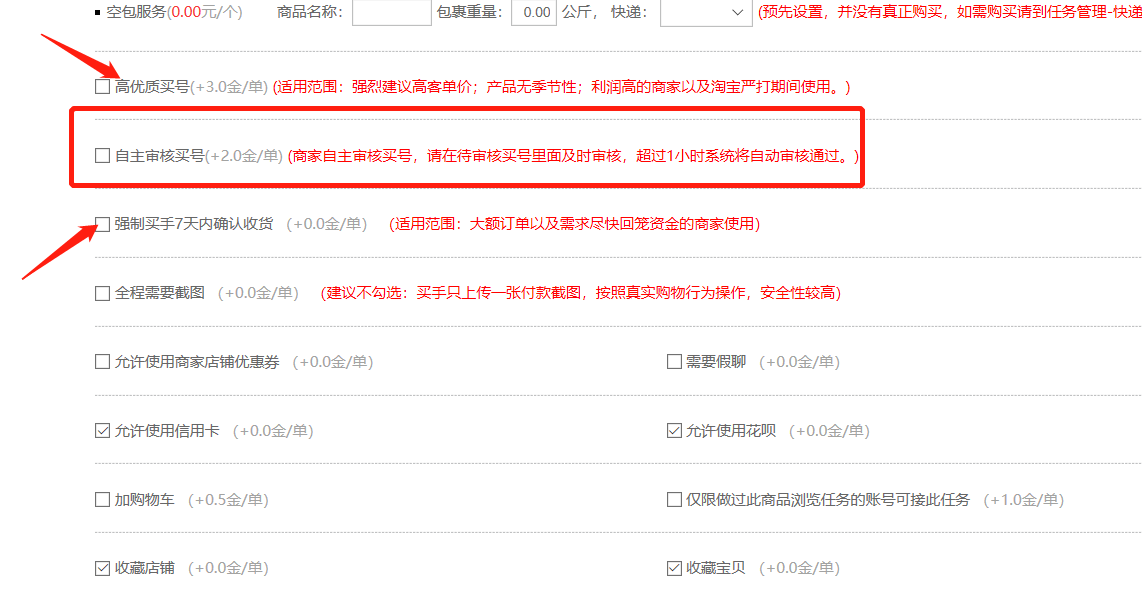 空包服务(0.00元/个) 商品名称： 包裹重量： 0.00 公斤， 快递： (预先设置，并没有真正购买，如需购买请到任务管理-快递
高优质买号(+3.0金/单) (适用范围：强烈建议高客单价；产品无季节性；利润高的商家以及淘宝严打期间使用。)
自主审核买号(+2.0金/单) (商家自主审核买号，请在待审核买号里面及时审核，超过1小时系统将自动审核通过。)
强制买手7天内确认收货 (+0.0金/单) (适用范围：大额订单以及需求尽快回笼资金的商家使用)
全程需要截图 (+0.0金/单) (建议不勾选：买手只上传一张付款截图，按照真实购物行为操作，安全性较高)
允许使用商家店铺优惠券 (+0.0金/单) 需要假聊 (+0.0金/单)
允许使用信用卡 (+0.0金/单) 允许使用花呗 (+0.0金/单)
加购物车 (+0.5金/单) 仅限做过此商品浏览任务的账号可接此任务 (+1.0金/单)
收藏店铺 (+0.0金/单) 收藏宝贝 (+0.0金/单)